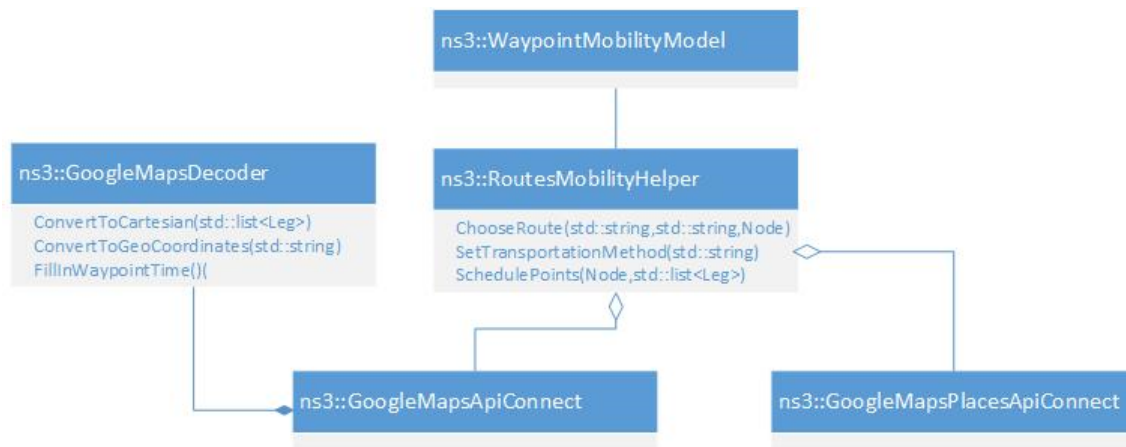 ns3::WaypointMobilityModel
ns3::GoogleMapsDecoder
ConvertToCartesian(std::list<Leg>)
ConvertToGeoCoordinates(std::string)
FillInWaypointTime()(
ns3::RoutesMobilityHelper
ChooseRoute(std::string,std::string,Node)
SetTransportationMethod(std::string)
SchedulePoints(Node,std::list<Leg>)
ns3::GoogleMapsApiConnect
ns3::GoogleMapsPlacesApiConnect